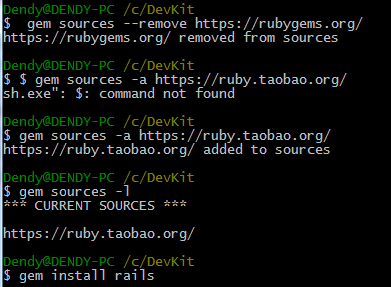 Dendy@DENDY-PC /c/DevKit
$  gem sources --remove https://rubygems.org/
https://rubygems.org/ removed from sources
Dendy@DENDY-PC /c/DevKit
$ $ gem sources -a https://ruby.taobao.org/
sh.exe": $: command not found
Dendy@DENDY-PC /c/DevKit
$ gem sources -a https://ruby.taobao.org/
https://ruby.taobao.org/ added to sources
Dendy@DENDY-PC /c/DevKit
$ gem sources -l
*** CURRENT SOURCES ***
https://ruby.taobao.org/
Dendy@DENDY-PC /c/DevKit
$ gem install rails